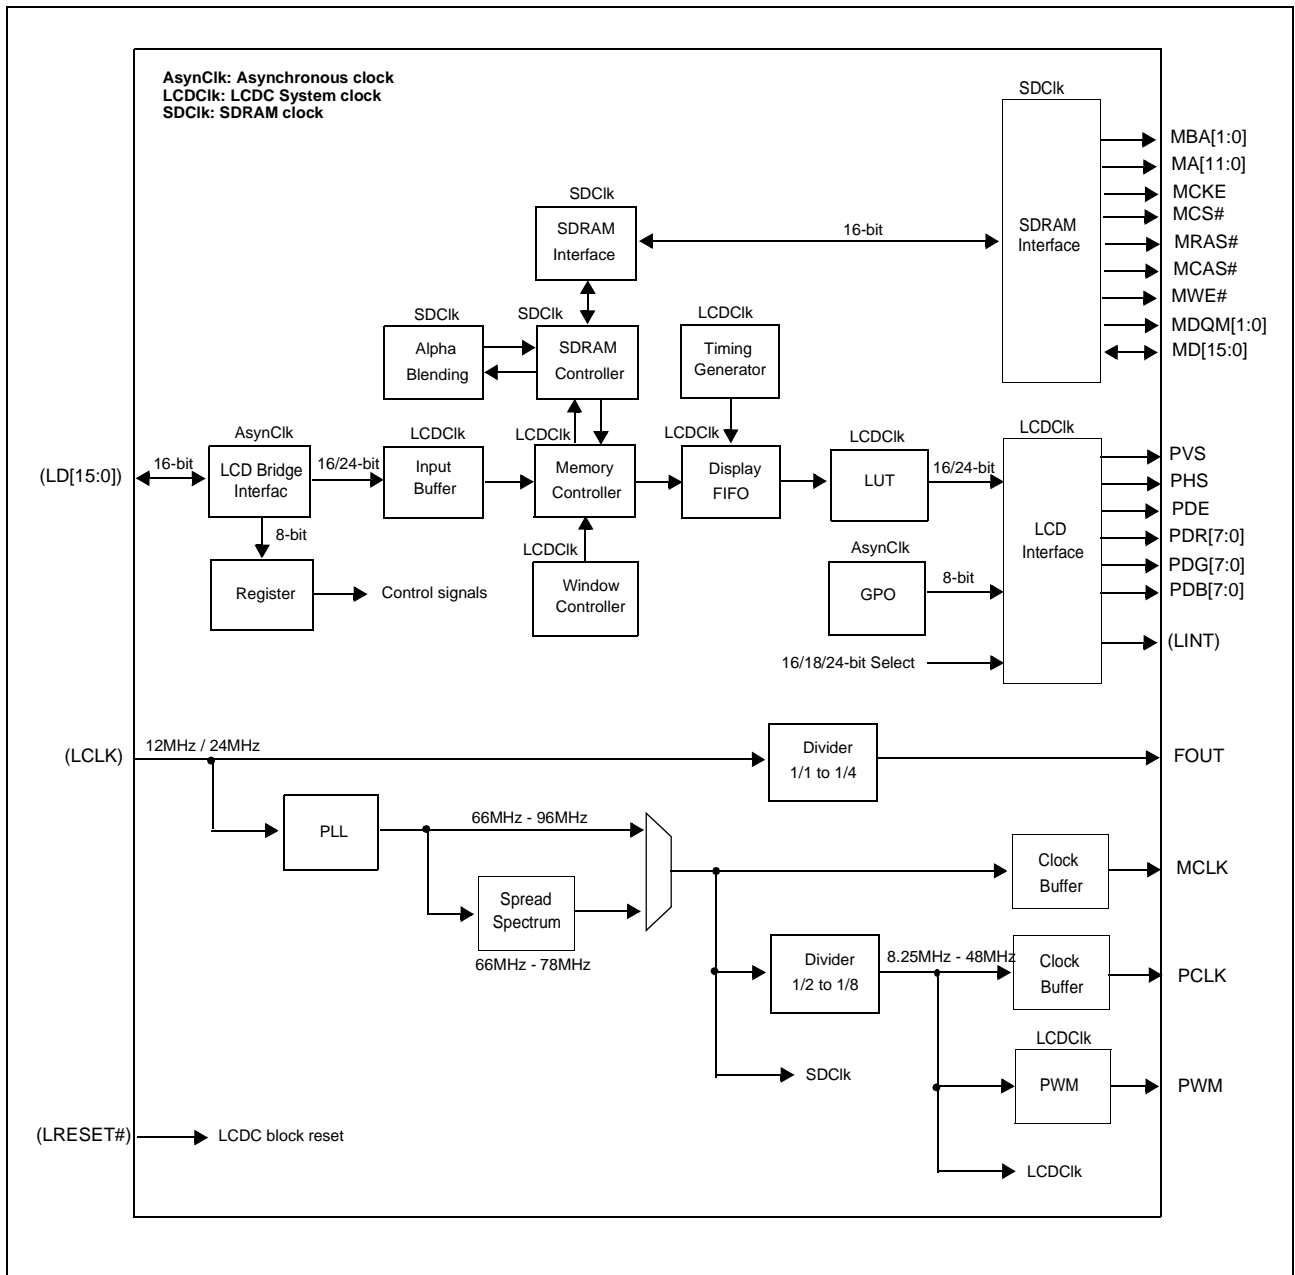 AsynClk: Asynchronous clock
LCDClk: LCDC System clock
SDClk: SDRAM clock
SDClk
SDRAM
Interface
MBA[1:0]
MA[11:0]
MCKE
MCS#
MRAS#
MCAS#
MWE#
MDQM[1:0]
MD[15:0]
SDClk
SDRAM
Interface
16-bit
SDClk
Alpha
Blending
SDClk
SDRAM
Controller
LCDClk
Timing
Generator
(LD[15:0])
16-bit
AsynClk
LCD Bridge
Interfac
16/24-bit
LCDClk
Input
Buffer
LCDClk
Memory
Controller
LCDClk
Display
FIFO
LCDClk
LUT
16/24-bit
LCDClk
LCD
Interface
PVS
PHS
PDE
PDR[7:0]
PDG[7:0]
PDB[7:0]
(LINT)
8-bit
Register
Control signals
LCDClk
Window
Controller
AsynClk
GPO
8-bit
16/18/24-bit Select
(LCLK)
12MHz / 24MHz
Divider
1/1 to 1/4
FOUT
PLL
66MHz - 96MHz
Spread
Spectrum
66MHz - 78MHz
Clock
Buffer
MCLK
Divider
1/2 to 1/8
8.25MHz - 48MHz
Clock
Buffer
PCLK
SDClk
LCDClk
PWM
PWM
(LRESET#)
LCDC block reset
LCDClk